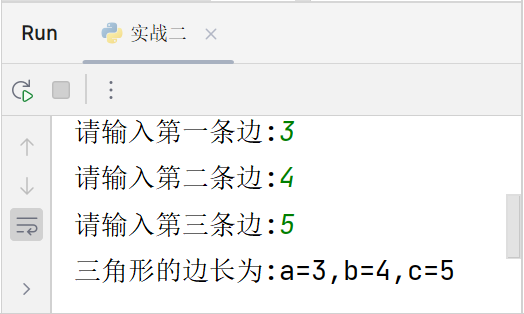 Run 实战二
请输入第一条边:3
请输入第二条边:4
请输入第三条边:5
三角形的边长为:a=3,b=4,c=5